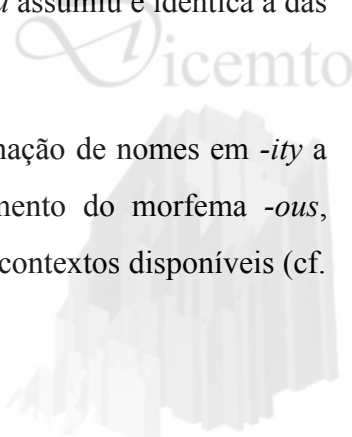 assumiu é idêntica à das
icemto
nação de nomes em -ity a
mento do morfema -ous,
contextos disponíveis (cf.